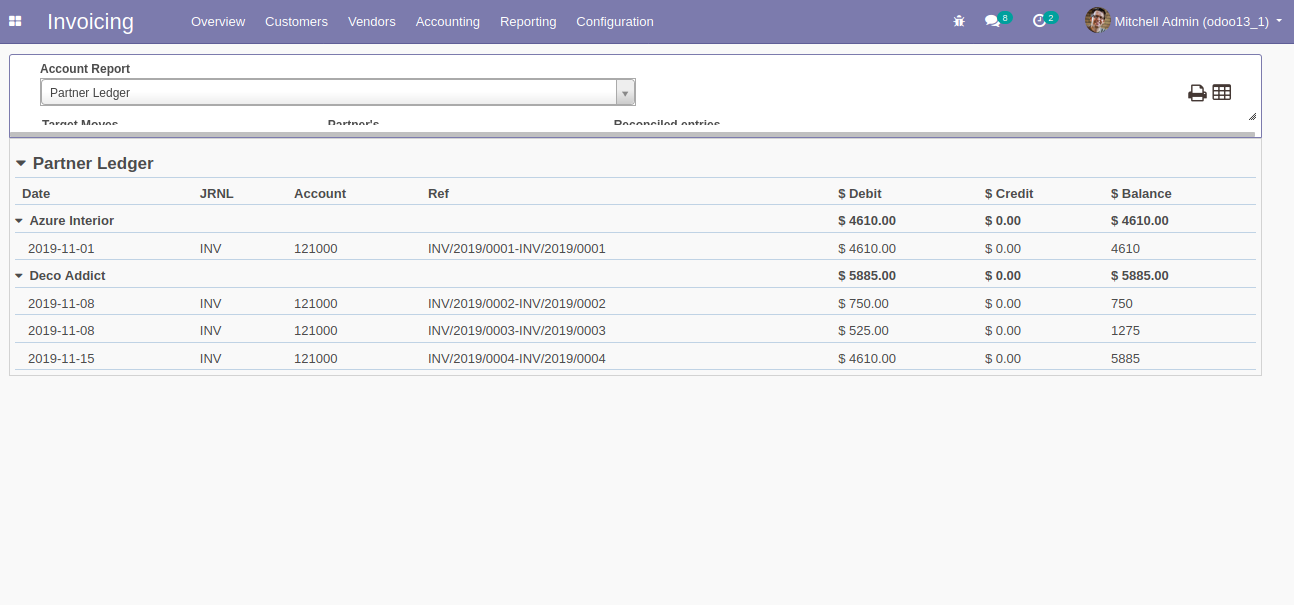 Invoicing Overview Customers Vendors Accounting Reporting Configuration 8 2 Mitchell Admin (odoo13_1)
Account Report
Partner Ledger
Target Moves Partner's Reconciled entries
Partner Ledger
Date JRNL Account Ref $ Debit $ Credit $ Balance
Azure Interior $ 4610.00 $ 0.00 $ 4610.00
2019-11-01 INV 121000 INV/2019/0001-INV/2019/0001 $ 4610.00 $ 0.00 4610
Deco Addict $ 5885.00 $ 0.00 $ 5885.00
2019-11-08 INV 121000 INV/2019/0002-INV/2019/0002 $ 750.00 $ 0.00 750
2019-11-08 INV 121000 INV/2019/0003-INV/2019/0003 $ 525.00 $ 0.00 1275
2019-11-15 INV 121000 INV/2019/0004-INV/2019/0004 $ 4610.00 $ 0.00 5885